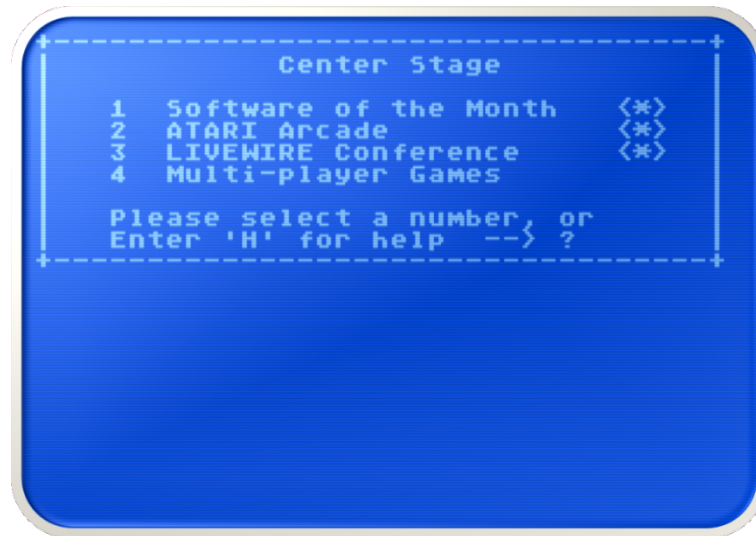 Center Stage
1 Software of the Month <*>
2 ATARI Arcade <*>
3 LIVEWIRE Conference <*>
4 Multi-player Games
Please select a number, or
Enter 'H' for help --> ?